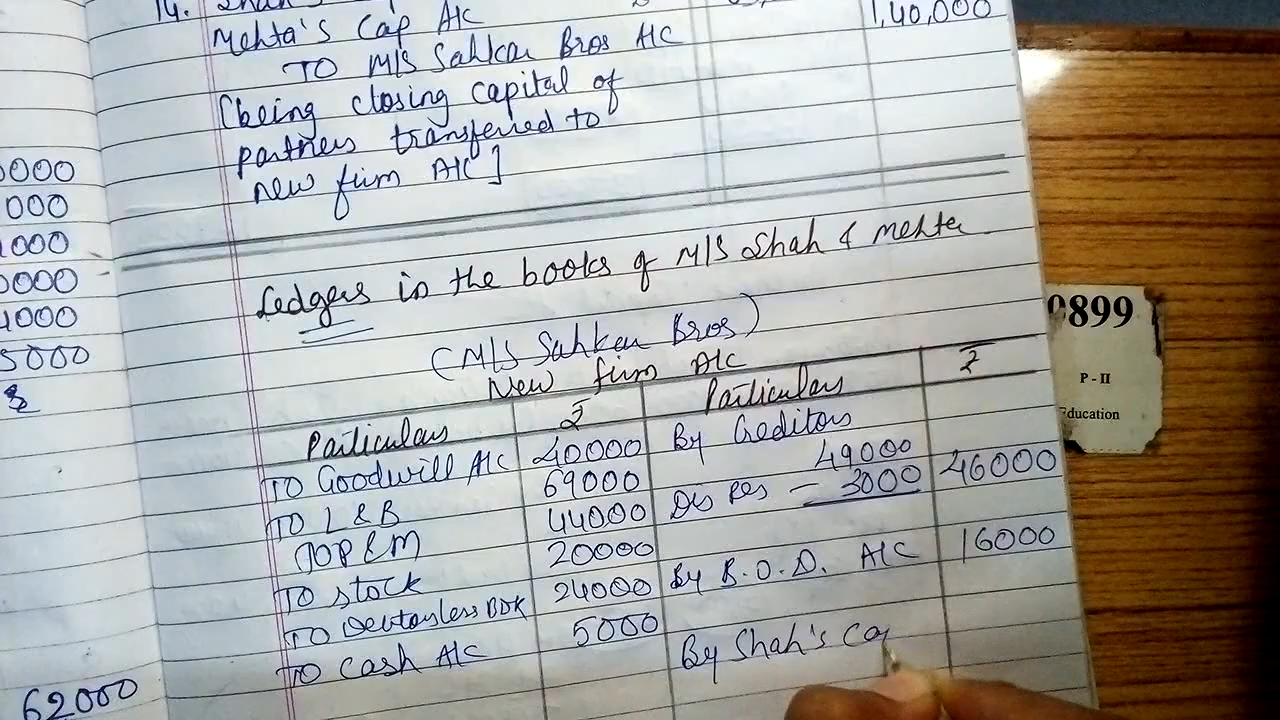 14.
Mehta's Cap A/C
1,40,000
TO M/S Sahkar Bros A/C
(being closing capital of
partners transferred to
new firm A/C]
Ledgers in the books of M/S Shah & Mehta
(M/S Sahkar Bros)
New firm A/C
Particulars ₹ Particulars ₹
TO Goodwill A/C 40000 By Creditors
49000
TO L & B 69000 Dis Res - 3000 46000
TO P & M 44000
TO Stock 20000 By B.O.D. A/C 16000
TO Debtors less BDR 24000
TO Cash A/C 5000 By Shah's Ca
0000
000
000
0000
000
5000
62000
0899
P - II
Education